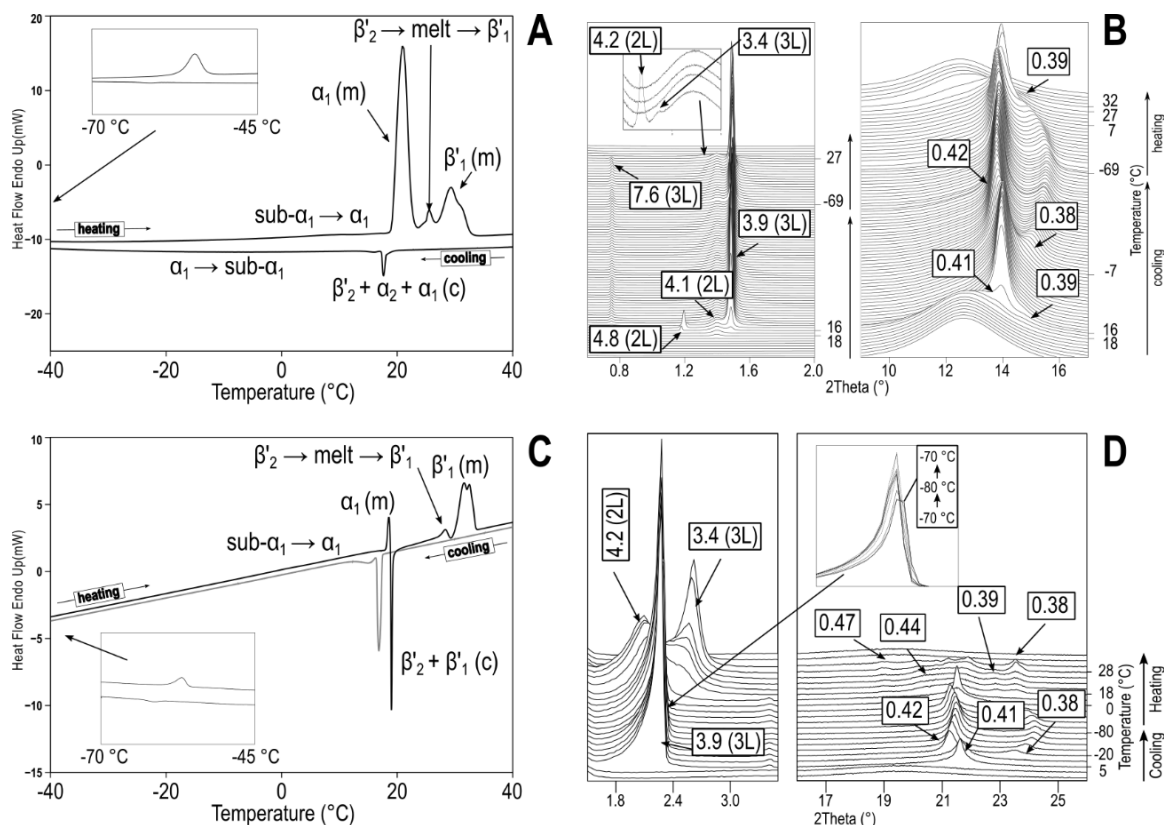 A
β'₂ → melt → β'₁
α₁ (m)
β'₁ (m)
sub-α₁ → α₁
heating
cooling
α₁ → sub-α₁
β'₂ + α₂ + α₁ (c)
-70 °C
-45 °C
Heat Flow Endo Up(mW)
20
10
0
-10
-20
-40
-20
0
20
40
Temperature (°C)
B
4.2 (2L)
3.4 (3L)
7.6 (3L)
3.9 (3L)
4.1 (2L)
4.8 (2L)
27
-69
16
18
0.8
1.2
1.6
2.0
2Theta (°)
0.39
0.42
0.38
0.41
0.39
32
27
7
-69
-7
16
18
heating
Temperature (°C)
cooling
10
12
14
16
C
β'₂ → melt → β'₁
β'₁ (m)
α₁ (m)
sub-α₁ → α₁
heating
cooling
β'₂ + β'₁ (c)
-70 °C
-45 °C
Heat Flow Endo Up(mW)
10
5
0
-5
-10
-15
-40
-20
0
20
40
Temperature (°C)
D
4.2 (2L)
3.4 (3L)
3.9 (3L)
1.8
2.4
3.0
-70 °C
-80 °C
-70 °C
0.47
0.44
0.39
0.38
0.42
0.41
0.38
28
18
0
-80
-20
5
Temperature (°C)
Heating
Cooling
17
19
21
23
25
2Theta (°)